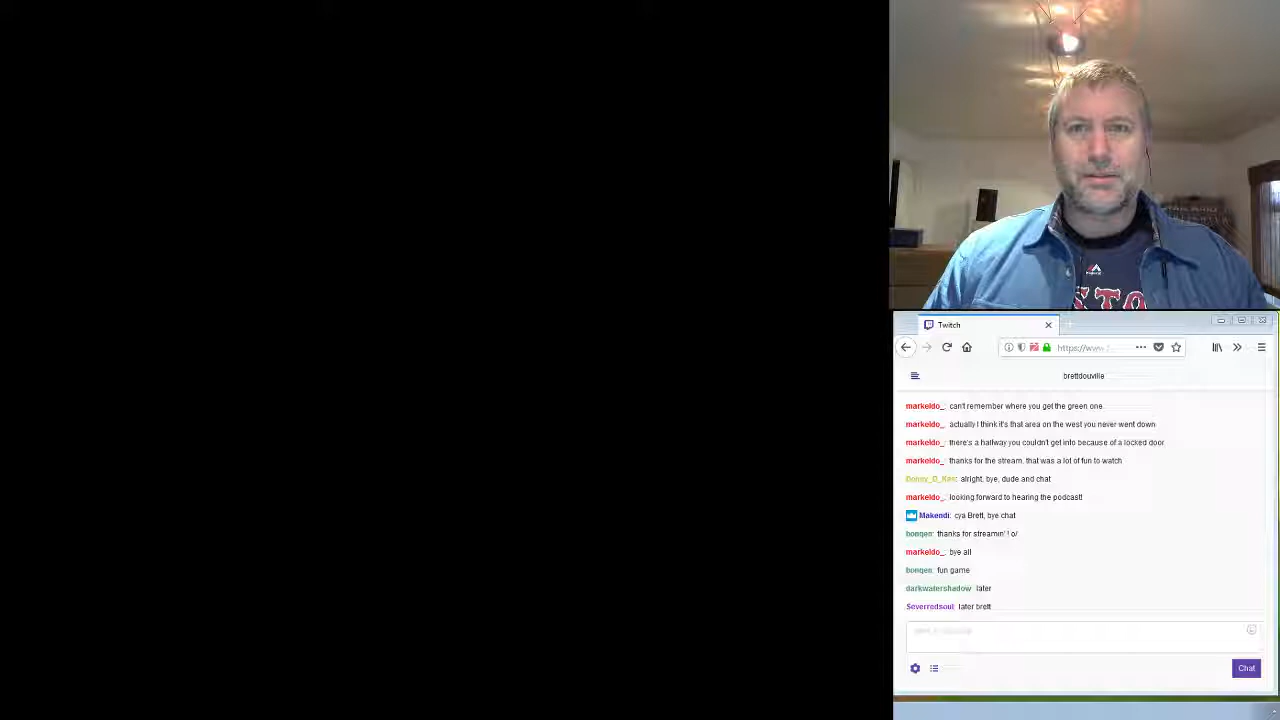 STO
Twitch
https://www.
brettdouville
markeldo_: can't remember where you get the green one
markeldo_: actually I think it's that area on the west you never went down
markeldo_: there's a hallway you couldn't get into because of a locked door
markeldo_: thanks for the stream, that was a lot of fun to watch
alright, bye, dude and chat
markeldo_: looking forward to hearing the podcast!
Makendi: cya Brett, bye chat
bonqen: thanks for streamin'! o/
markeldo_: bye all
bonqen: fun game
darkwatershadow: later
Severredsoul: later brett
Chat